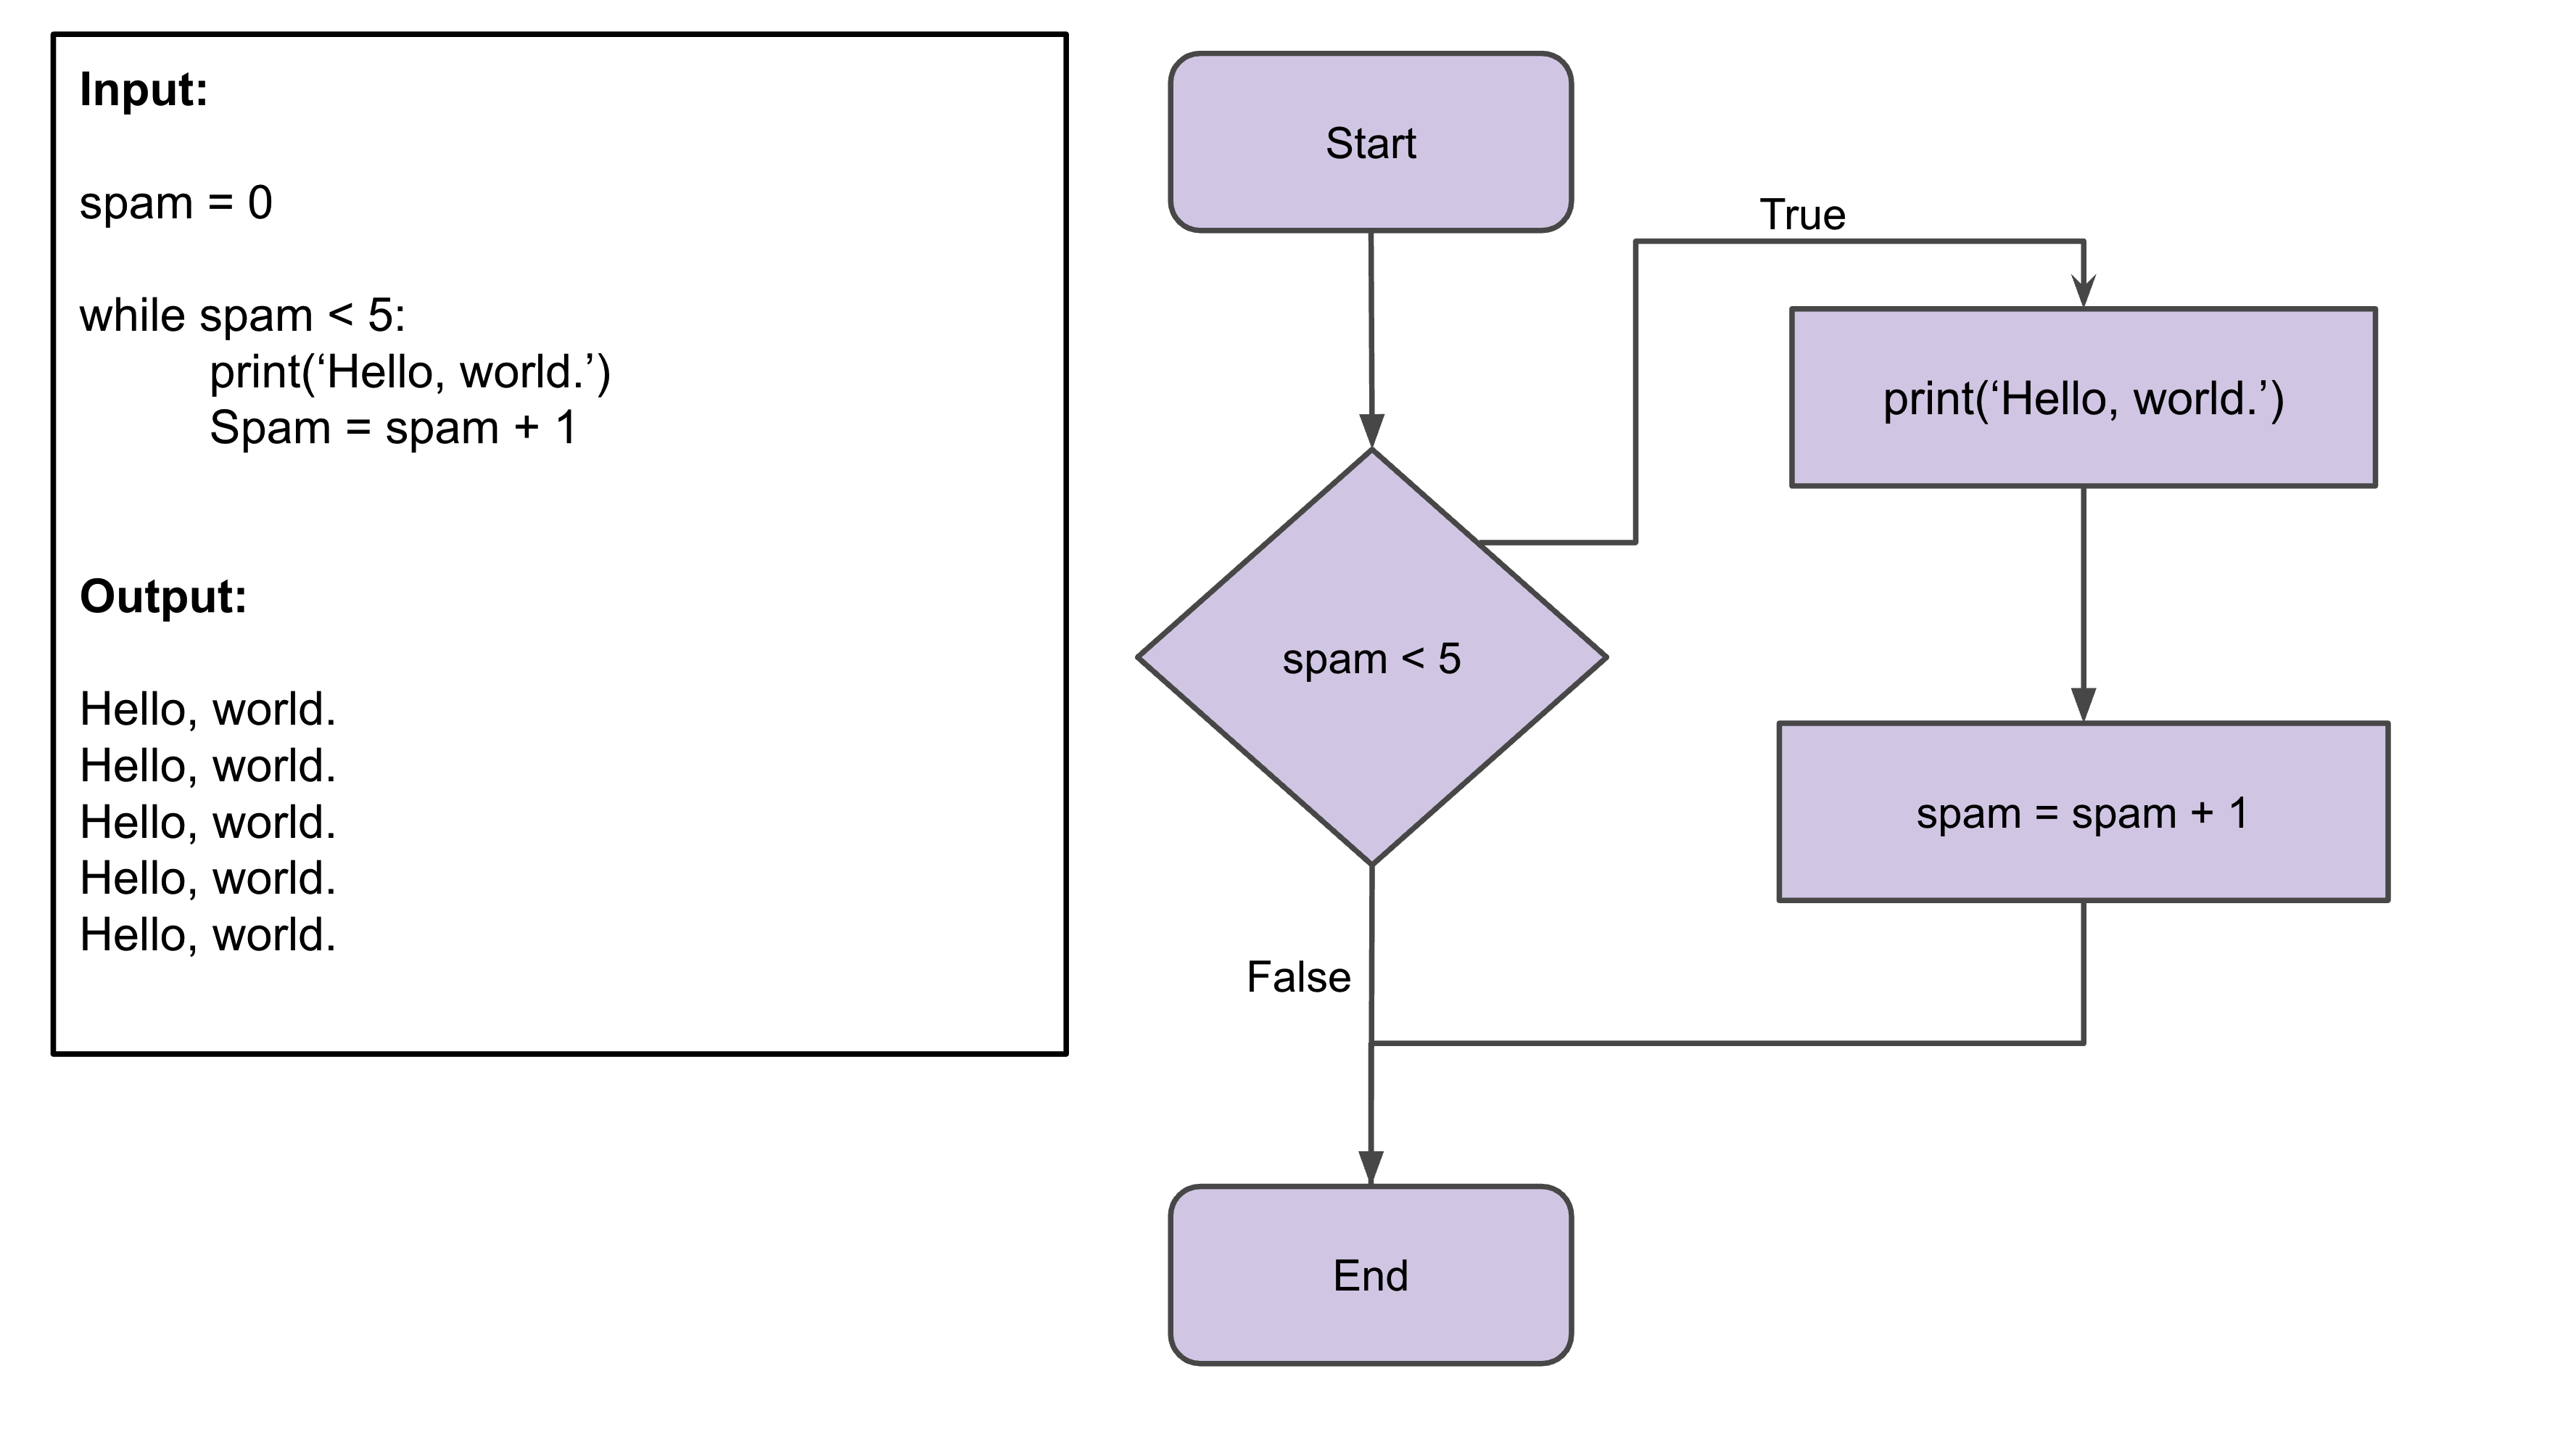 Input:
spam = 0
while spam < 5:
print(‘Hello, world.’)
Spam = spam + 1
Output:
Hello, world.
Hello, world.
Hello, world.
Hello, world.
Hello, world.
Start
True
print(‘Hello, world.’)
spam < 5
spam = spam + 1
False
End